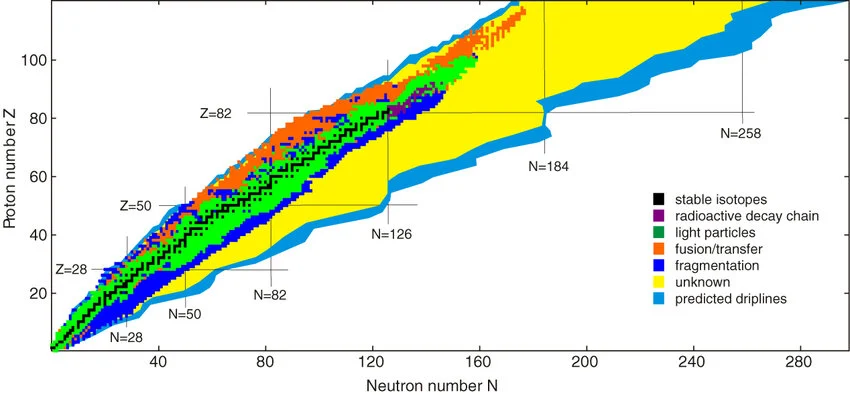 100
80
60
40
20
Proton number Z
Z=82
Z=50
Z=28
N=28
N=50
N=82
N=126
N=184
N=258
stable isotopes
radioactive decay chain
light particles
fusion/transfer
fragmentation
unknown
predicted driplines
40 80 120 160 200 240 280
Neutron number N